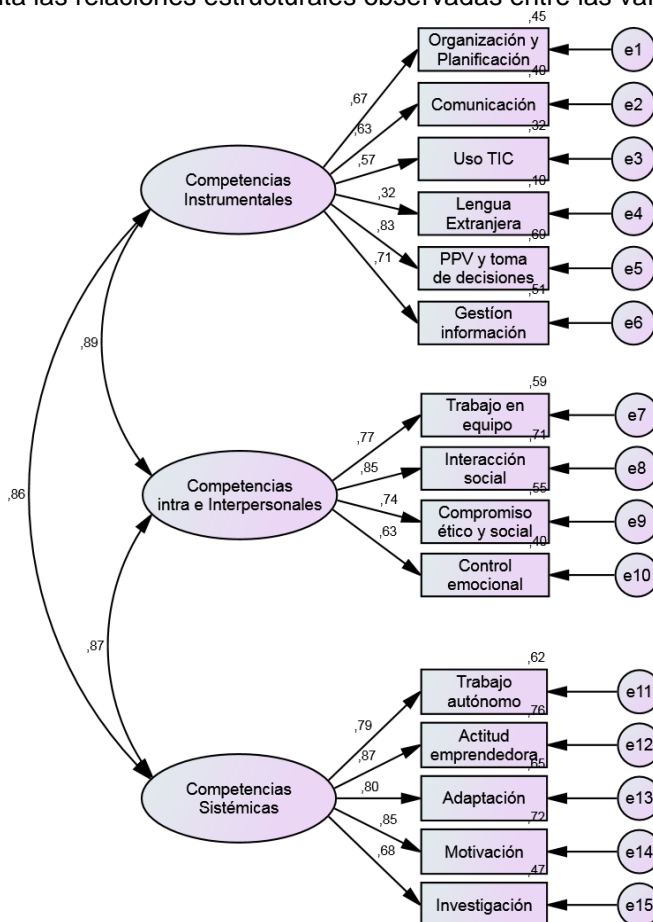 ta las relaciones estructurales observadas entre las var
,45
Organización y
Planificación
e1
,67
,40
Comunicación
e2
,63
,32
Uso TIC
e3
,57
,10
Lengua
Extranjera
e4
,32
,69
PPV y toma
de decisiones
e5
,83
,51
Gestíon
información
e6
,71
Competencias
Instrumentales
,89
,86
,59
Trabajo en
equipo
e7
,77
,71
Interacción
social
e8
,85
,55
Compromiso
ético y social
e9
,74
,40
Control
emocional
e10
,63
Competencias
intra e Interpersonales
,87
,62
Trabajo
autónomo
e11
,79
,76
Actitud
emprendedora
e12
,87
,65
Adaptación
e13
,80
,72
Motivación
e14
,85
,47
Investigación
e15
,68
Competencias
Sistémicas